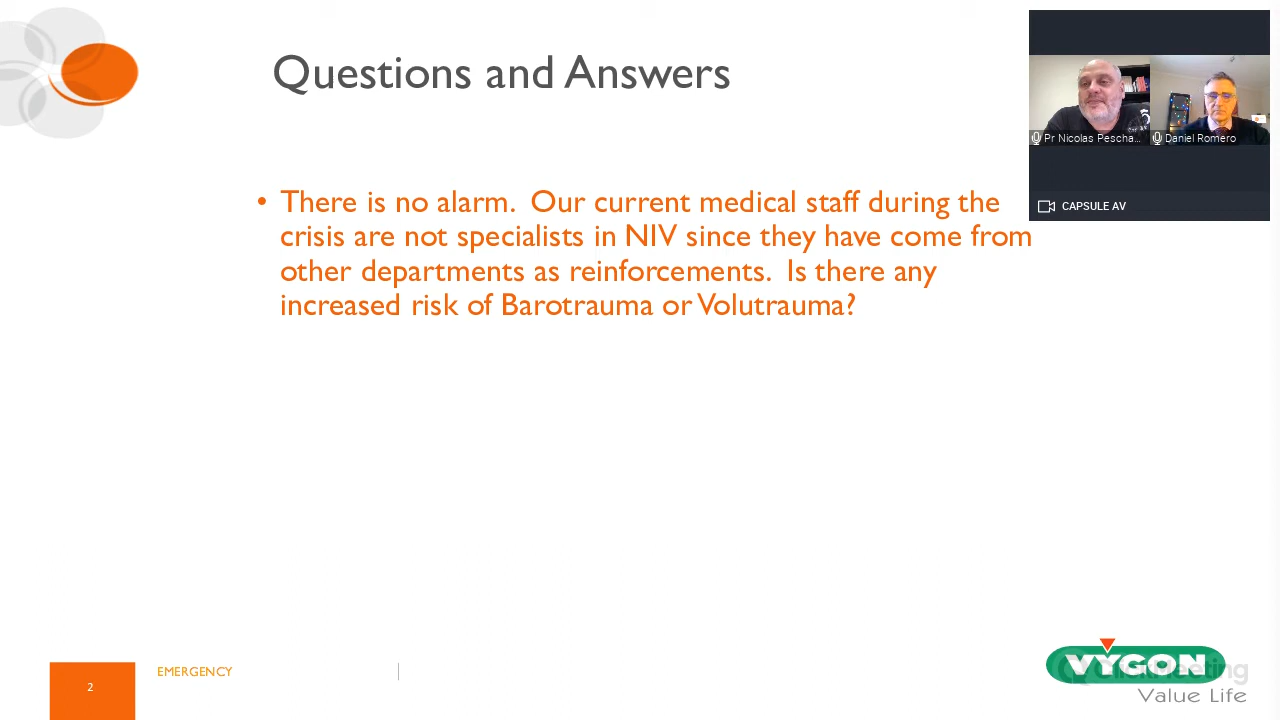 Questions and Answers
Pr Nicolas Pescha...
Daniel Romero
CAPSULE AV
• There is no alarm. Our current medical staff during the
crisis are not specialists in NIV since they have come from
other departments as reinforcements. Is there any
increased risk of Barotrauma or Volutrauma?
2
EMERGENCY
VYGON
ClickMeeting
Value Life